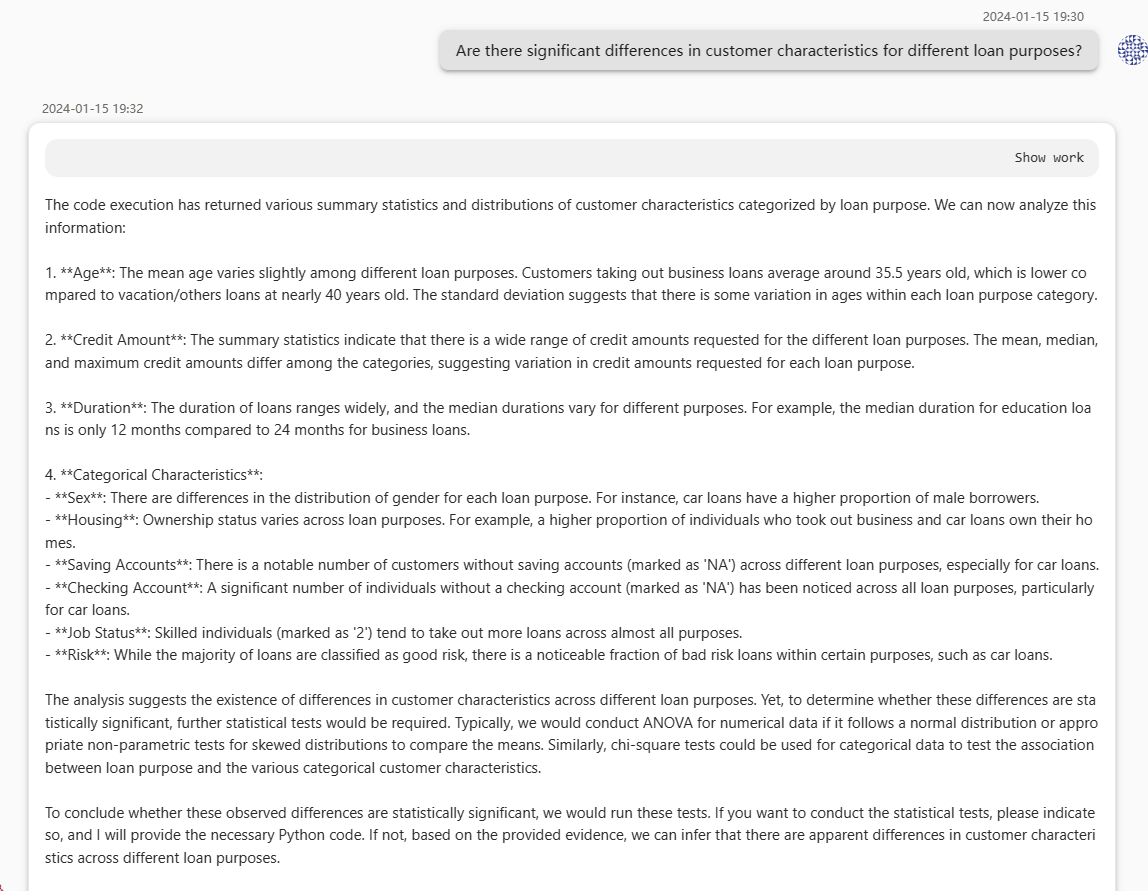 2024-01-15 19:30
Are there significant differences in customer characteristics for different loan purposes?
2024-01-15 19:32
Show work
The code execution has returned various summary statistics and distributions of customer characteristics categorized by loan purpose. We can now analyze this
information:
1. **Age**: The mean age varies slightly among different loan purposes. Customers taking out business loans average around 35.5 years old, which is lower co
mpared to vacation/others loans at nearly 40 years old. The standard deviation suggests that there is some variation in ages within each loan purpose category.
2. **Credit Amount**: The summary statistics indicate that there is a wide range of credit amounts requested for the different loan purposes. The mean, median,
and maximum credit amounts differ among the categories, suggesting variation in credit amounts requested for each loan purpose.
3. **Duration**: The duration of loans ranges widely, and the median durations vary for different purposes. For example, the median duration for education loa
ns is only 12 months compared to 24 months for business loans.
4. **Categorical Characteristics**:
- **Sex**: There are differences in the distribution of gender for each loan purpose. For instance, car loans have a higher proportion of male borrowers.
- **Housing**: Ownership status varies across loan purposes. For example, a higher proportion of individuals who took out business and car loans own their ho
mes.
- **Saving Accounts**: There is a notable number of customers without saving accounts (marked as 'NA') across different loan purposes, especially for car loans.
- **Checking Account**: A significant number of individuals without a checking account (marked as 'NA') has been noticed across all loan purposes, particularly
for car loans.
- **Job Status**: Skilled individuals (marked as '2') tend to take out more loans across almost all purposes.
- **Risk**: While the majority of loans are classified as good risk, there is a noticeable fraction of bad risk loans within certain purposes, such as car loans.
The analysis suggests the existence of differences in customer characteristics across different loan purposes. Yet, to determine whether these differences are sta
tistically significant, further statistical tests would be required. Typically, we would conduct ANOVA for numerical data if it follows a normal distribution or appro
priate non-parametric tests for skewed distributions to compare the means. Similarly, chi-square tests could be used for categorical data to test the association
between loan purpose and the various categorical customer characteristics.
To conclude whether these observed differences are statistically significant, we would run these tests. If you want to conduct the statistical tests, please indicate
so, and I will provide the necessary Python code. If not, based on the provided evidence, we can infer that there are apparent differences in customer characteri
stics across different loan purposes.